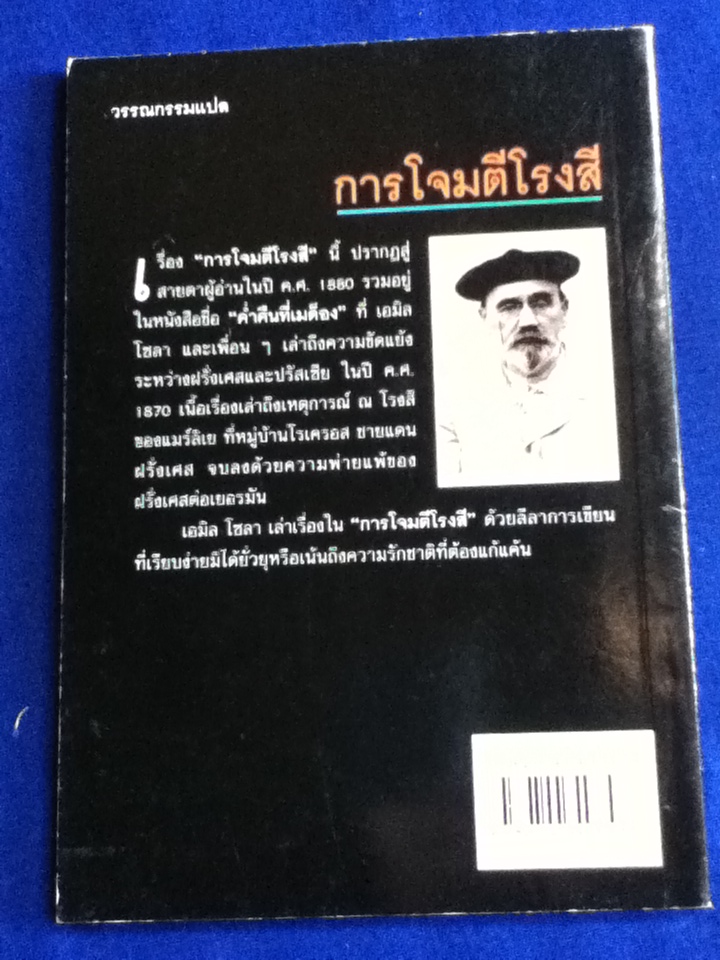 วรรณกรรมแปล
การโจมตีโรงสี
เรื่อง “การโจมตีโรงสี” นี้ ปรากฏสู่
สายตาผู้อ่านในปี ค.ศ. 1880 รวมอยู่
ในหนังสือชื่อ “ค่ำคืนที่เมด็อง” ที่ เอมิล
โซลา และเพื่อน ๆ เล่าถึงความขัดแย้ง
ระหว่างฝรั่งเศสและปรัสเซีย ในปี ค.ศ.
1870 เนื้อเรื่องเล่าถึงเหตุการณ์ ณ โรงสี
ของแมร์ลิเย ที่หมู่บ้านโรเครอส ชายแดน
ฝรั่งเศส จบลงด้วยความพ่ายแพ้ของ
ฝรั่งเศสต่อเยอรมัน
เอมิล โซลา เล่าเรื่องใน “การโจมตีโรงสี” ด้วยลีลาการเขียน
ที่เรียบง่ายมิได้ยั่วยุหรือเน้นถึงความรักชาติที่ต้องแก้แค้น